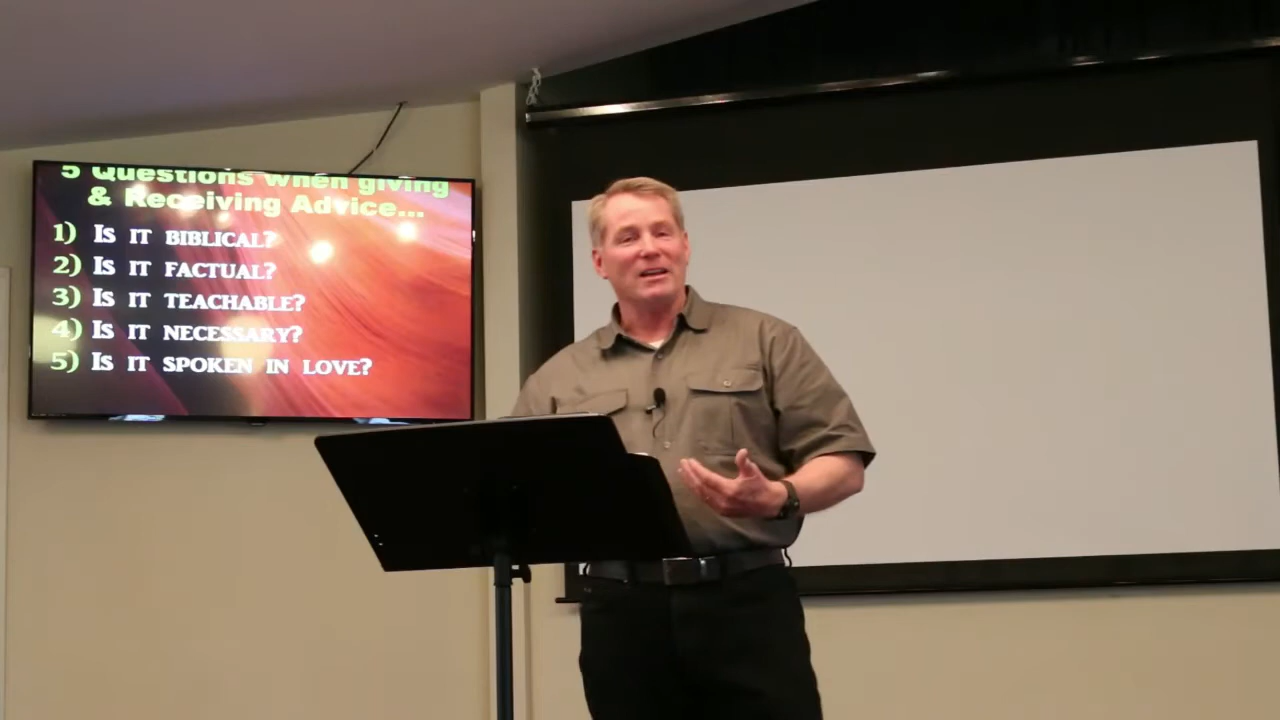 5 Questions when giving
& Receiving Advice...
1) Is it biblical?
2) Is it factual?
3) Is it teachable?
4) Is it necessary?
5) Is it spoken in love?